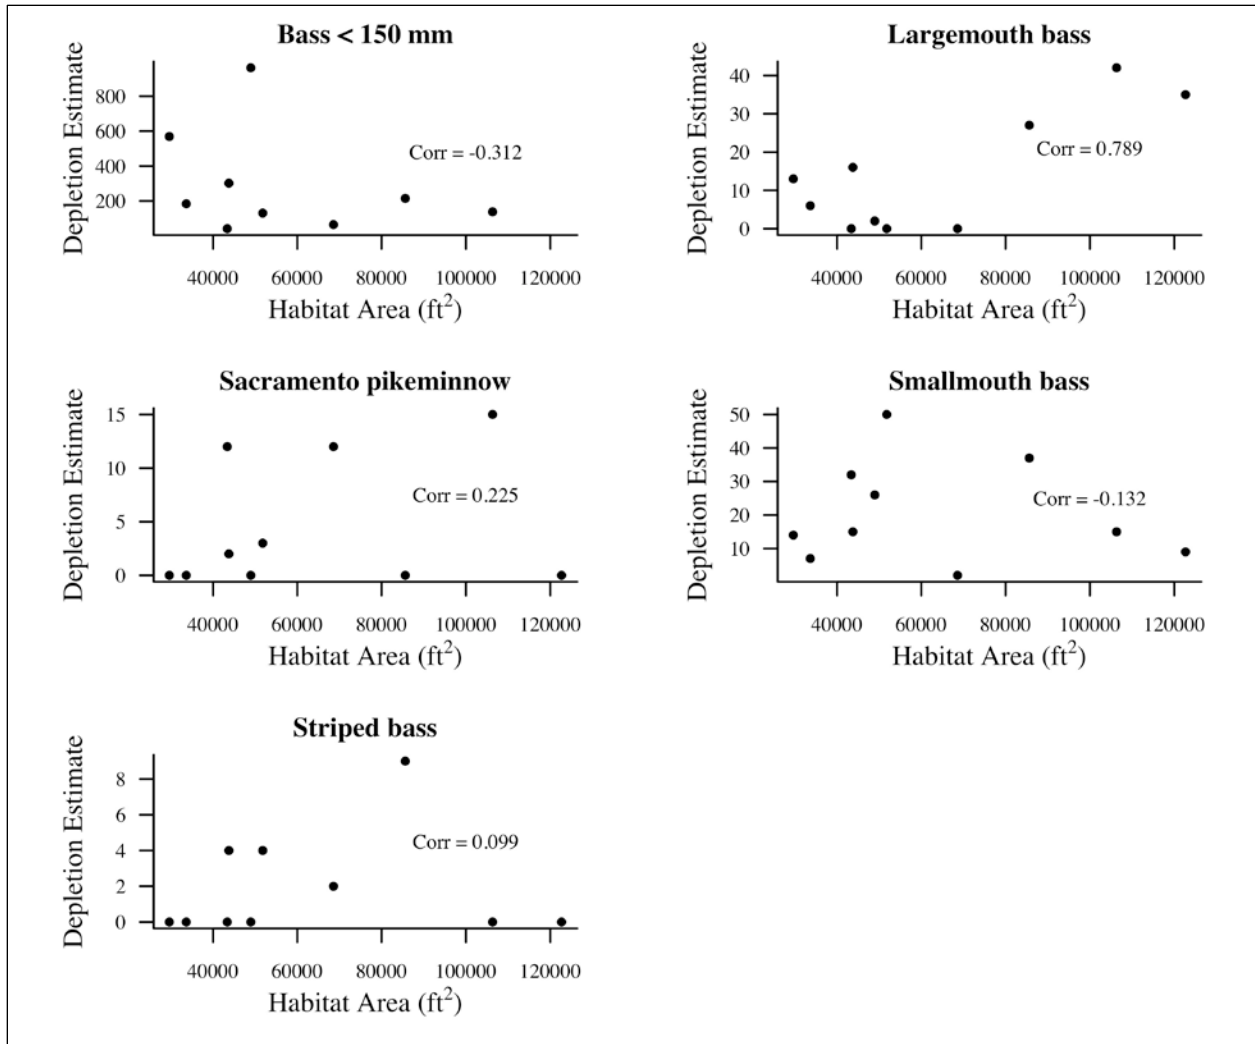 Bass < 150 mm
Depletion Estimate
800
600
400
200
Corr = -0.312
40000 60000 80000 100000 120000
Habitat Area (ft²)
Largemouth bass
Depletion Estimate
40
30
20
10
0
Corr = 0.789
40000 60000 80000 100000 120000
Habitat Area (ft²)
Sacramento pikeminnow
Depletion Estimate
15
10
5
0
Corr = 0.225
40000 60000 80000 100000 120000
Habitat Area (ft²)
Smallmouth bass
Depletion Estimate
50
40
30
20
10
Corr = -0.132
40000 60000 80000 100000 120000
Habitat Area (ft²)
Striped bass
Depletion Estimate
8
6
4
2
0
Corr = 0.099
40000 60000 80000 100000 120000
Habitat Area (ft²)